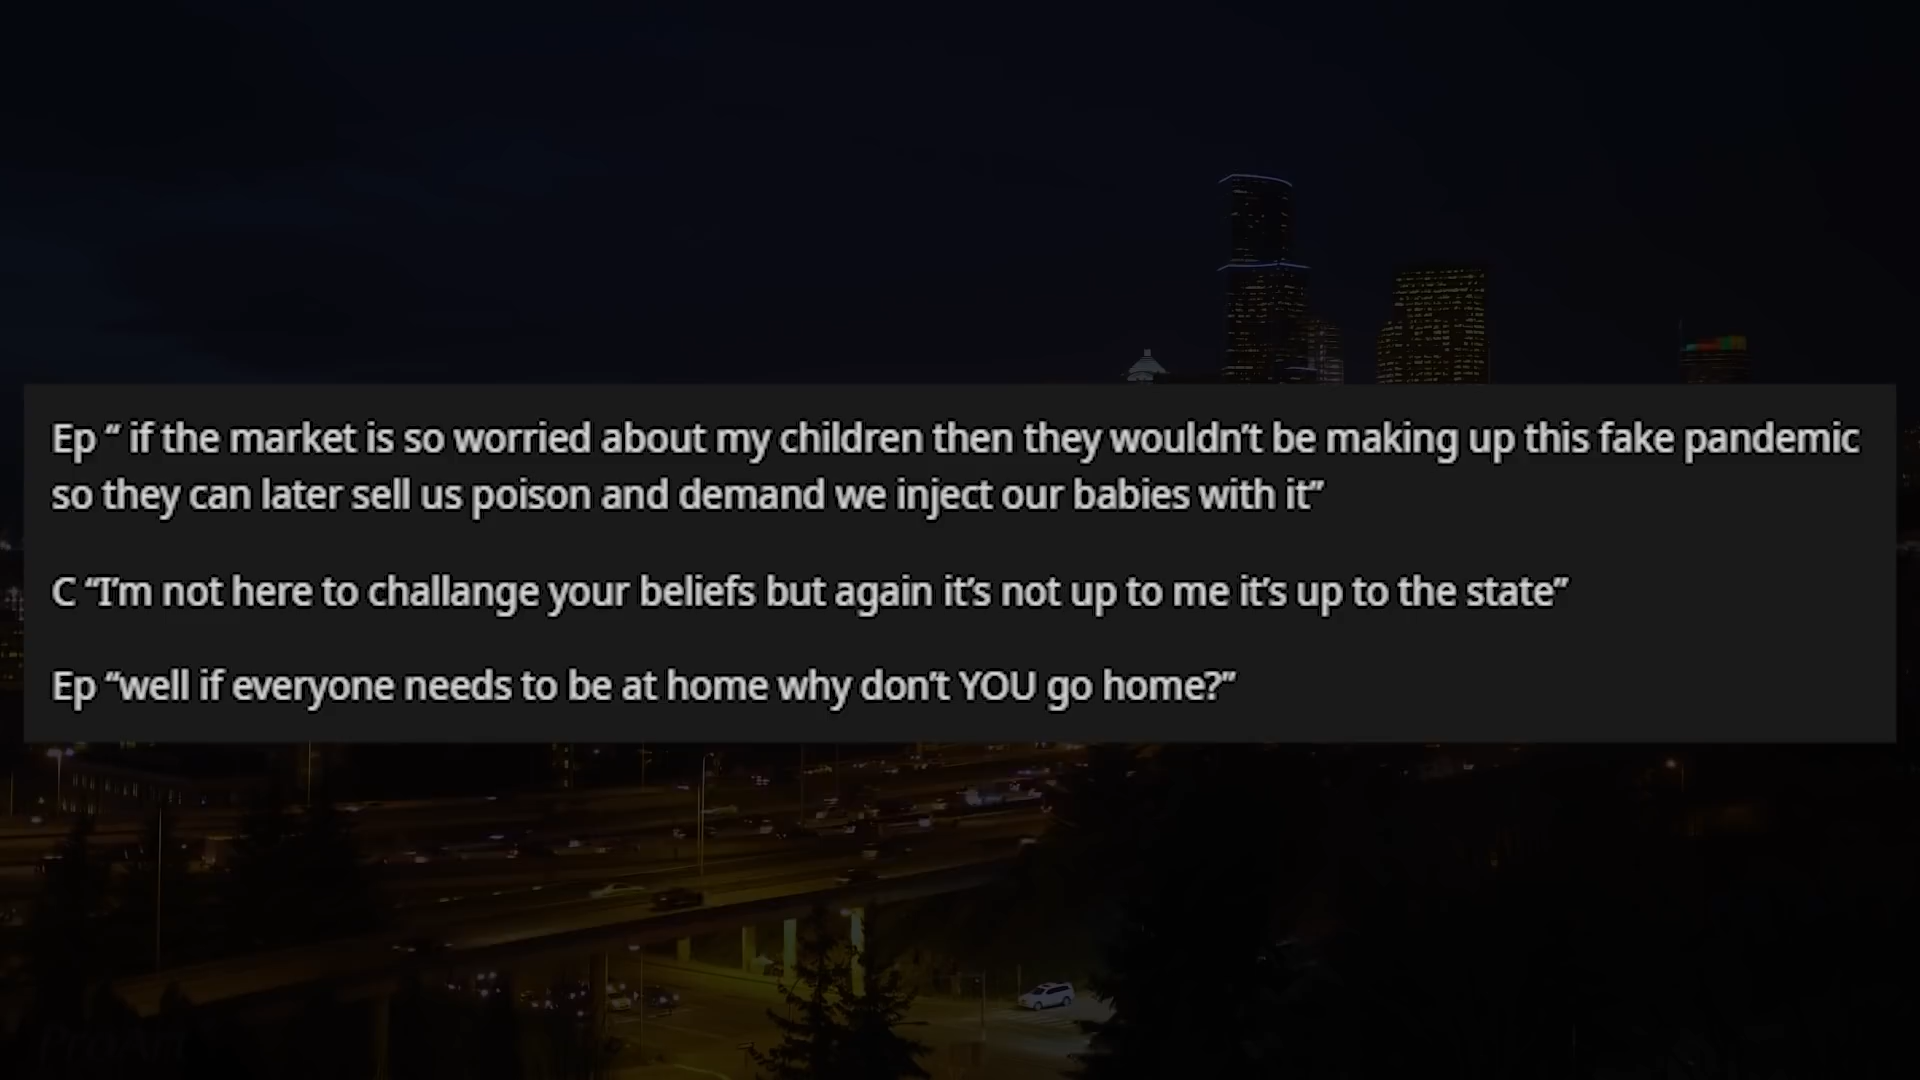 Ep “ if the market is so worried about my children then they wouldn’t be making up this fake pandemic
so they can later sell us poison and demand we inject our babies with it”
C “I’m not here to challange your beliefs but again it’s not up to me it’s up to the state”
Ep “well if everyone needs to be at home why don’t YOU go home?”